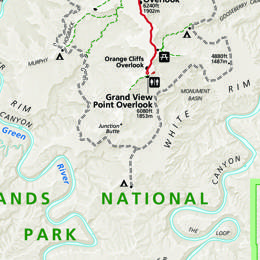 Overlook
6240ft
1902m
GOOSEBERRY
MURPHY
Orange Cliffs
Overlook
4880ft
1487m
Grand View
Point Overlook
6080ft
1853m
MONUMENT
BASIN
RIM
CANYON
Junction
Butte
WHITE RIM
Green
River
CANYON
ANDS NATIONAL
PARK
THE LOOP